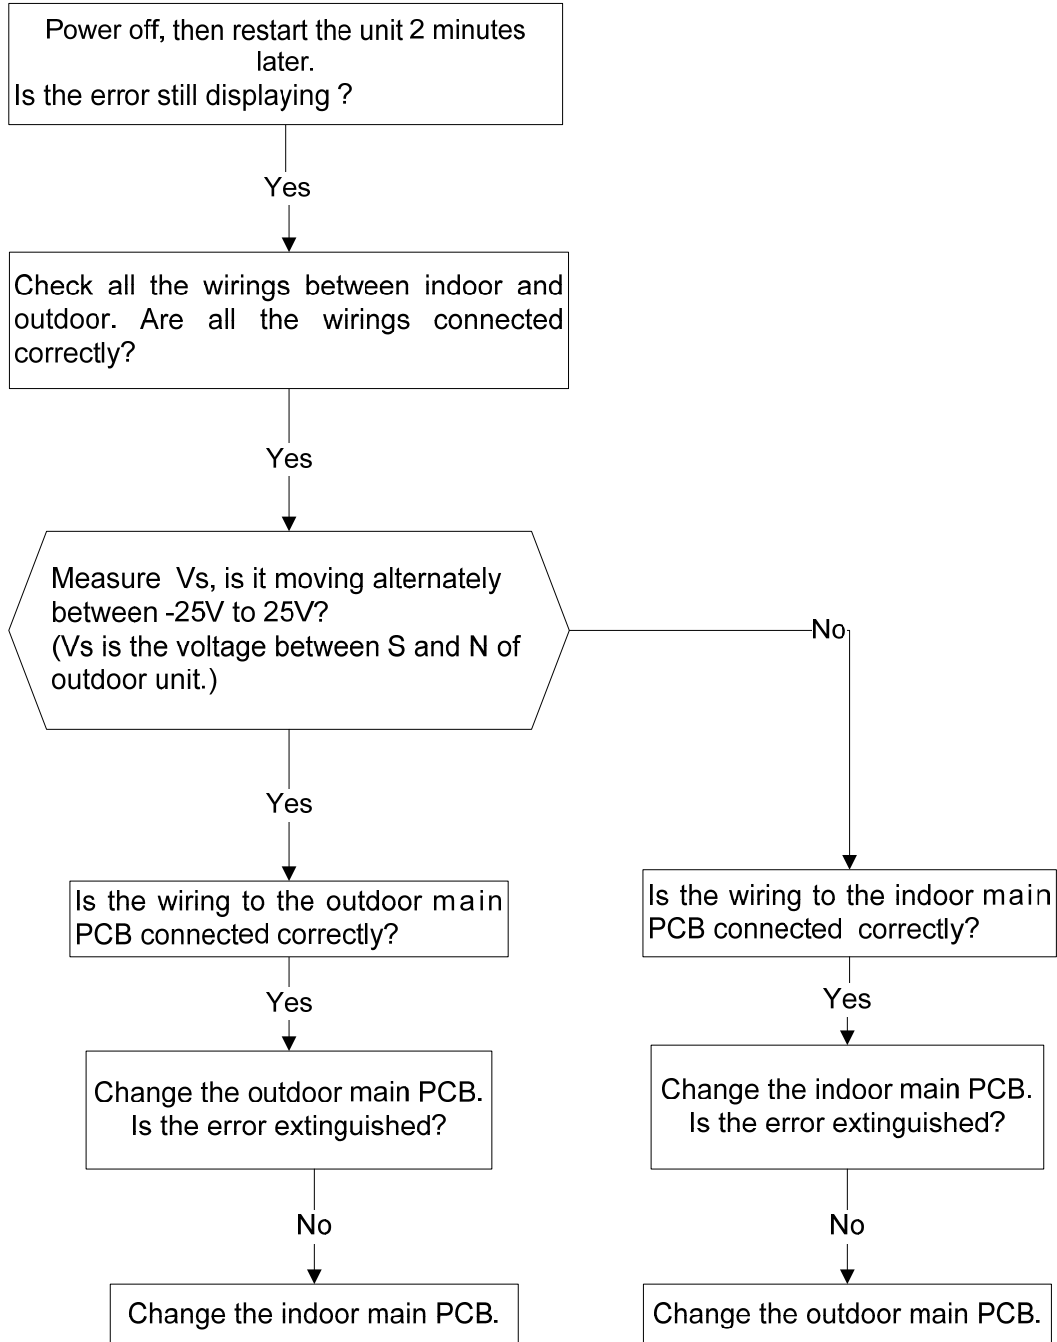 Power off, then restart the unit 2 minutes
later.
Is the error still displaying ?
Yes
Check all the wirings between indoor and
outdoor. Are all the wirings connected
correctly?
Yes
Measure Vs, is it moving alternately
between -25V to 25V?
(Vs is the voltage between S and N of
outdoor unit.)
No
Yes
Is the wiring to the outdoor main
PCB connected correctly?
Is the wiring to the indoor main
PCB connected correctly?
Yes
Yes
Change the outdoor main PCB.
Is the error extinguished?
Change the indoor main PCB.
Is the error extinguished?
No
No
Change the indoor main PCB.
Change the outdoor main PCB.